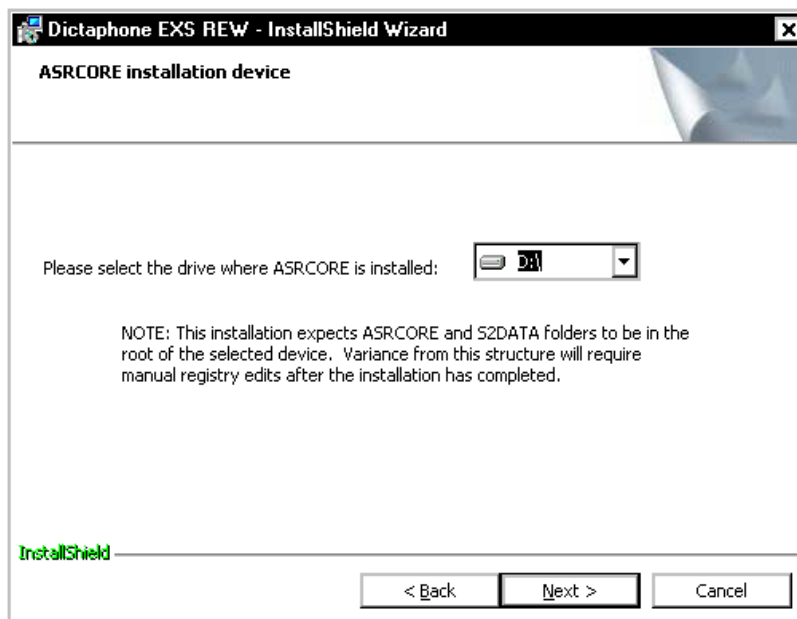 Dictaphone EXS REW - InstallShield Wizard
ASRCORE installation device
Please select the drive where ASRCORE is installed: D:\
NOTE: This installation expects ASRCORE and S2DATA folders to be in the
root of the selected device. Variance from this structure will require
manual registry edits after the installation has completed.
InstallShield
< Back Next > Cancel